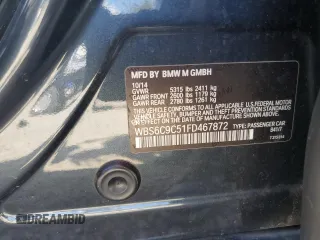 MFD BY BMW M GMBH
10/14
GVWR 5315 lbs 2411 kg
GAWR FRONT 2600 lbs 1179 kg
GAWR REAR 2780 lbs 1261 kg
THIS VEHICLE CONFORMS TO ALL APPLICABLE
FEDERAL MOTOR VEHICLE SAFETY, BUMPER,
AND THEFT PREVENTION STANDARDS IN EFFECT
ON THE DATE OF MANUFACTURE SHOWN ABOVE.
WBS6C9C51FD467872 TYPE: PASSENGER CAR
DREAMBID